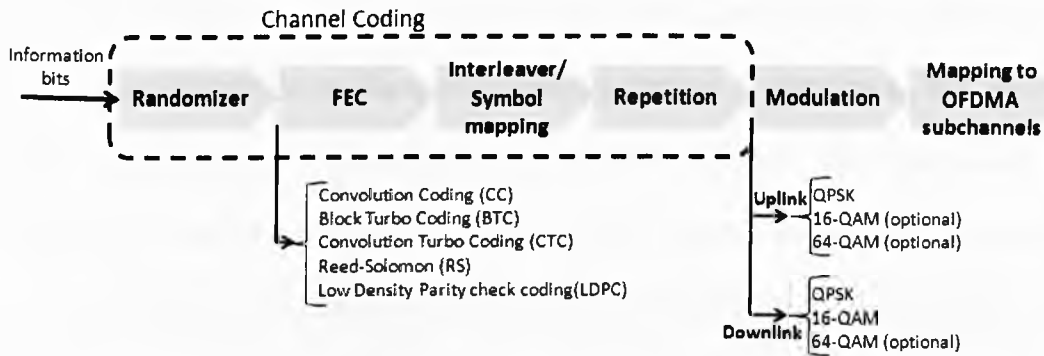 Channel Coding
Information
bits
Randomizer
FEC
Interleaver/
Symbol
mapping
Repetition
Modulation
Mapping to
OFDMA
subchannels
Convolution Coding (CC)
Block Turbo Coding (BTC)
Convolution Turbo Coding (CTC)
Reed-Solomon (RS)
Low Density Parity check coding(LDPC)
Uplink
QPSK
16-QAM (optional)
64-QAM (optional)
Downlink
QPSK
16-QAM
64-QAM (optional)